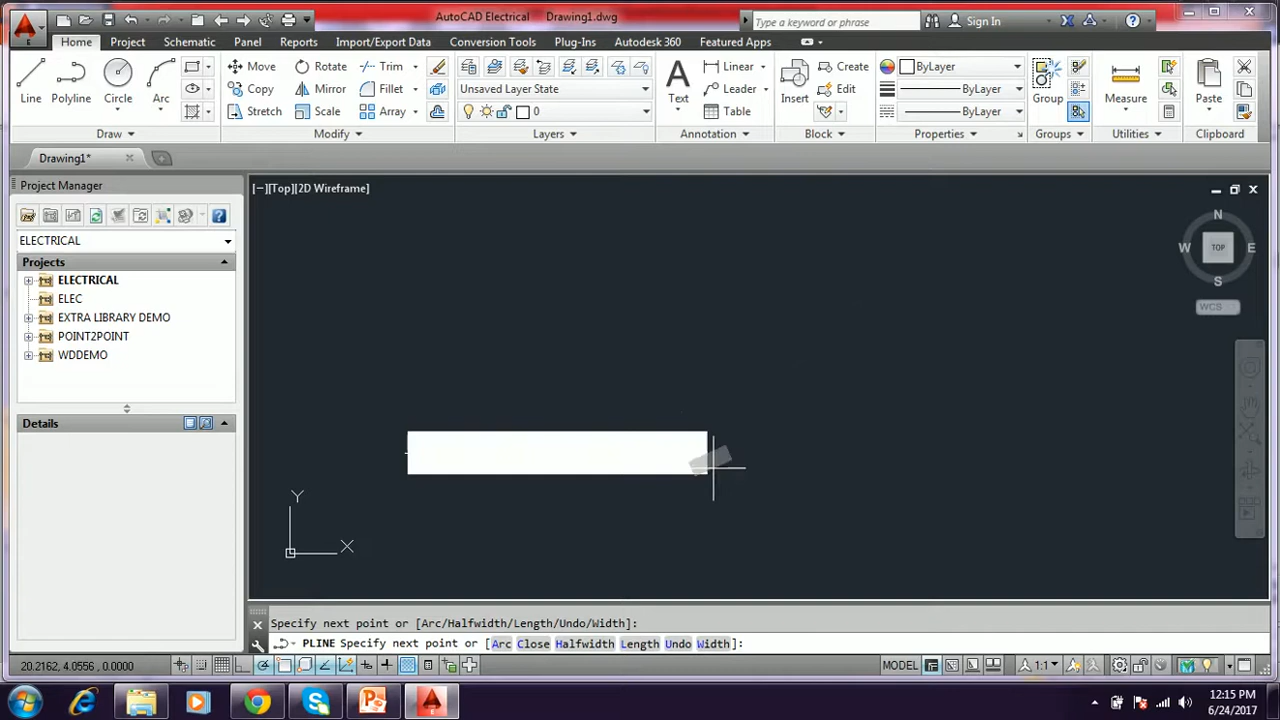 AutoCAD Electrical Drawing1.dwg
Type a keyword or phrase
Sign In
Home Project Schematic Panel Reports Import/Export Data Conversion Tools Plug-Ins Autodesk 360 Featured Apps
Line Polyline Circle Arc
Move Rotate Trim
Copy Mirror Fillet
Stretch Scale Array
Unsaved Layer State
0
Text
Linear
Leader
Table
Insert
Create
Edit
ByLayer
ByLayer
ByLayer
Group
Measure
Paste
Draw Modify Layers Annotation Block Properties Groups Utilities Clipboard
Drawing1*
Project Manager
ELECTRICAL
Projects
ELECTRICAL
ELEC
EXTRA LIBRARY DEMO
POINT2POINT
WDDEMO
Details
[−][Top][2D Wireframe]
N
W TOP E
S
WCS
Y
X
Specify next point or [Arc/Halfwidth/Length/Undo/Width]:
PLINE Specify next point or [Arc Close Halfwidth Length Undo Width]:
20.2162, 4.0556, 0.0000
MODEL
1:1
12:15 PM
6/24/2017